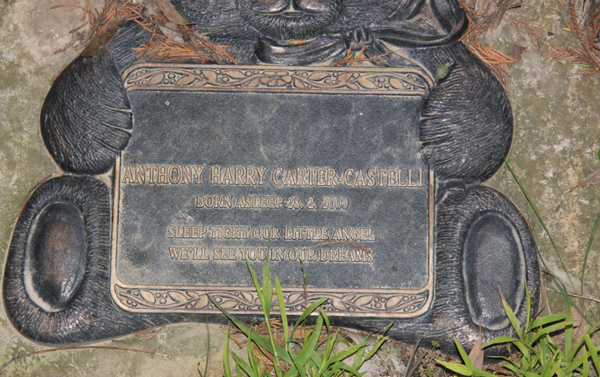 ANTHONY HARRY CARTER-CASTELLI
BORN ASLEEP 28. 2. 2010
SLEEP TIGHT OUR LITTLE ANGEL
WE'LL SEE YOU IN OUR DREAMS